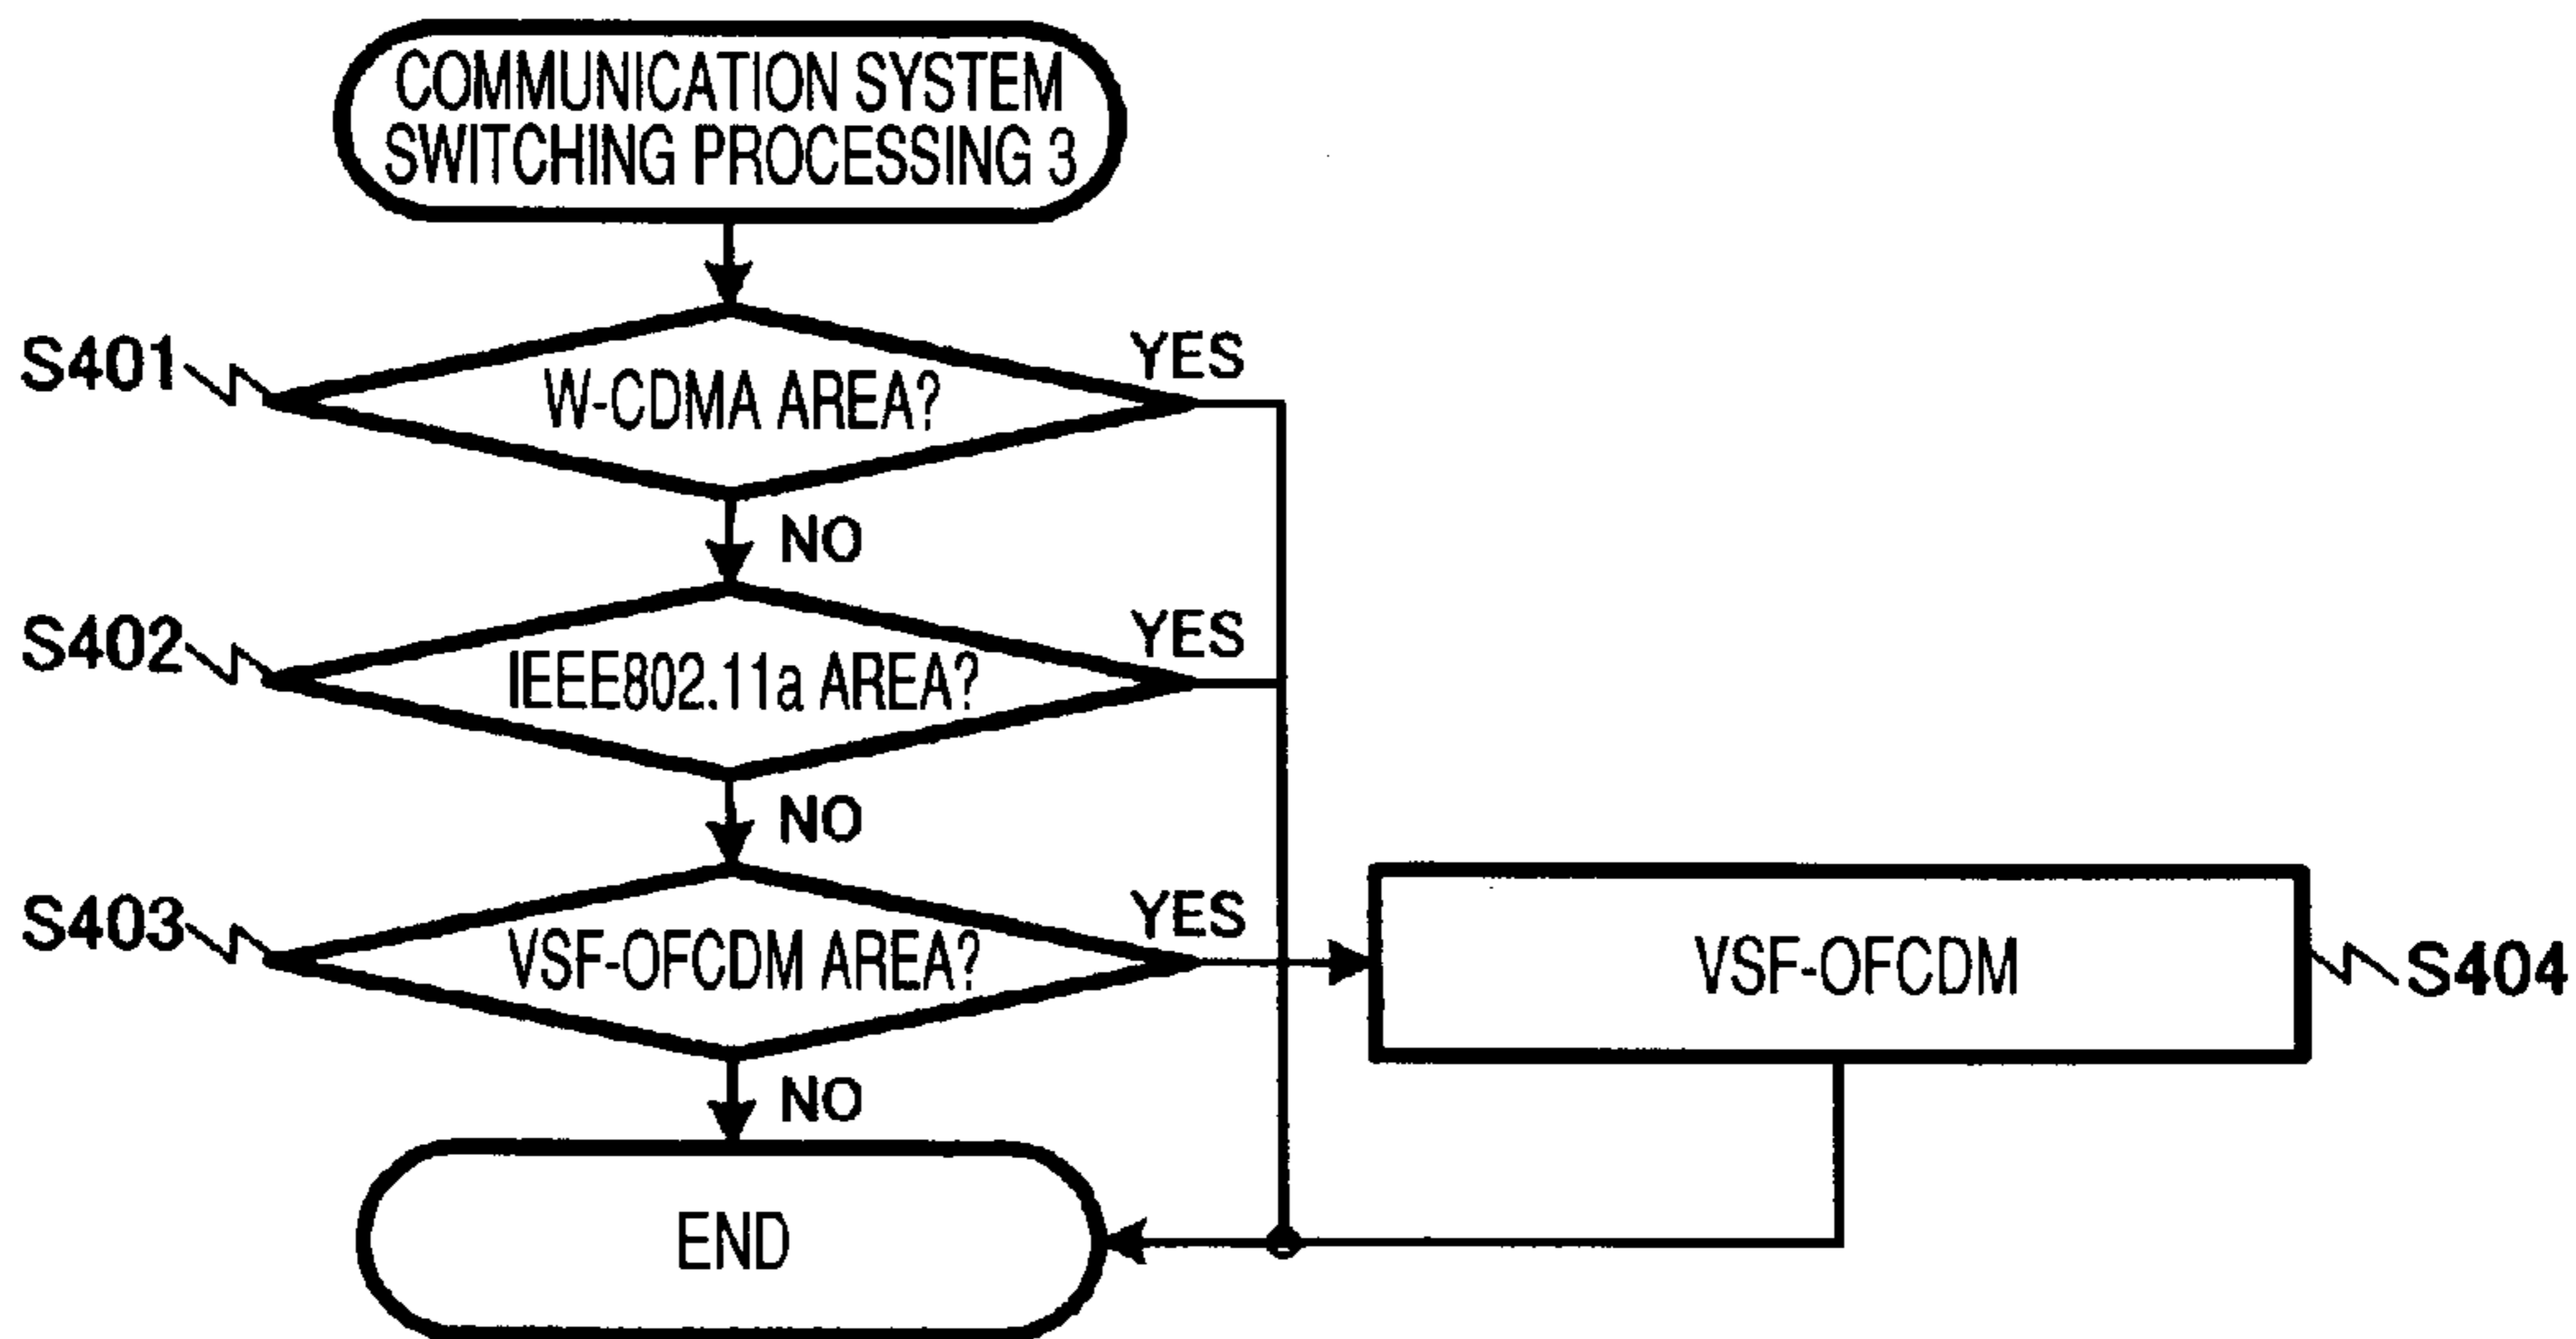 COMMUNICATION SYSTEM
SWITCHING PROCESSING 3
S401
W-CDMA AREA?
YES
NO
S402
IEEE802.11a AREA?
YES
NO
S403
VSF-OFCDM AREA?
YES
VSF-OFCDM
S404
NO
END